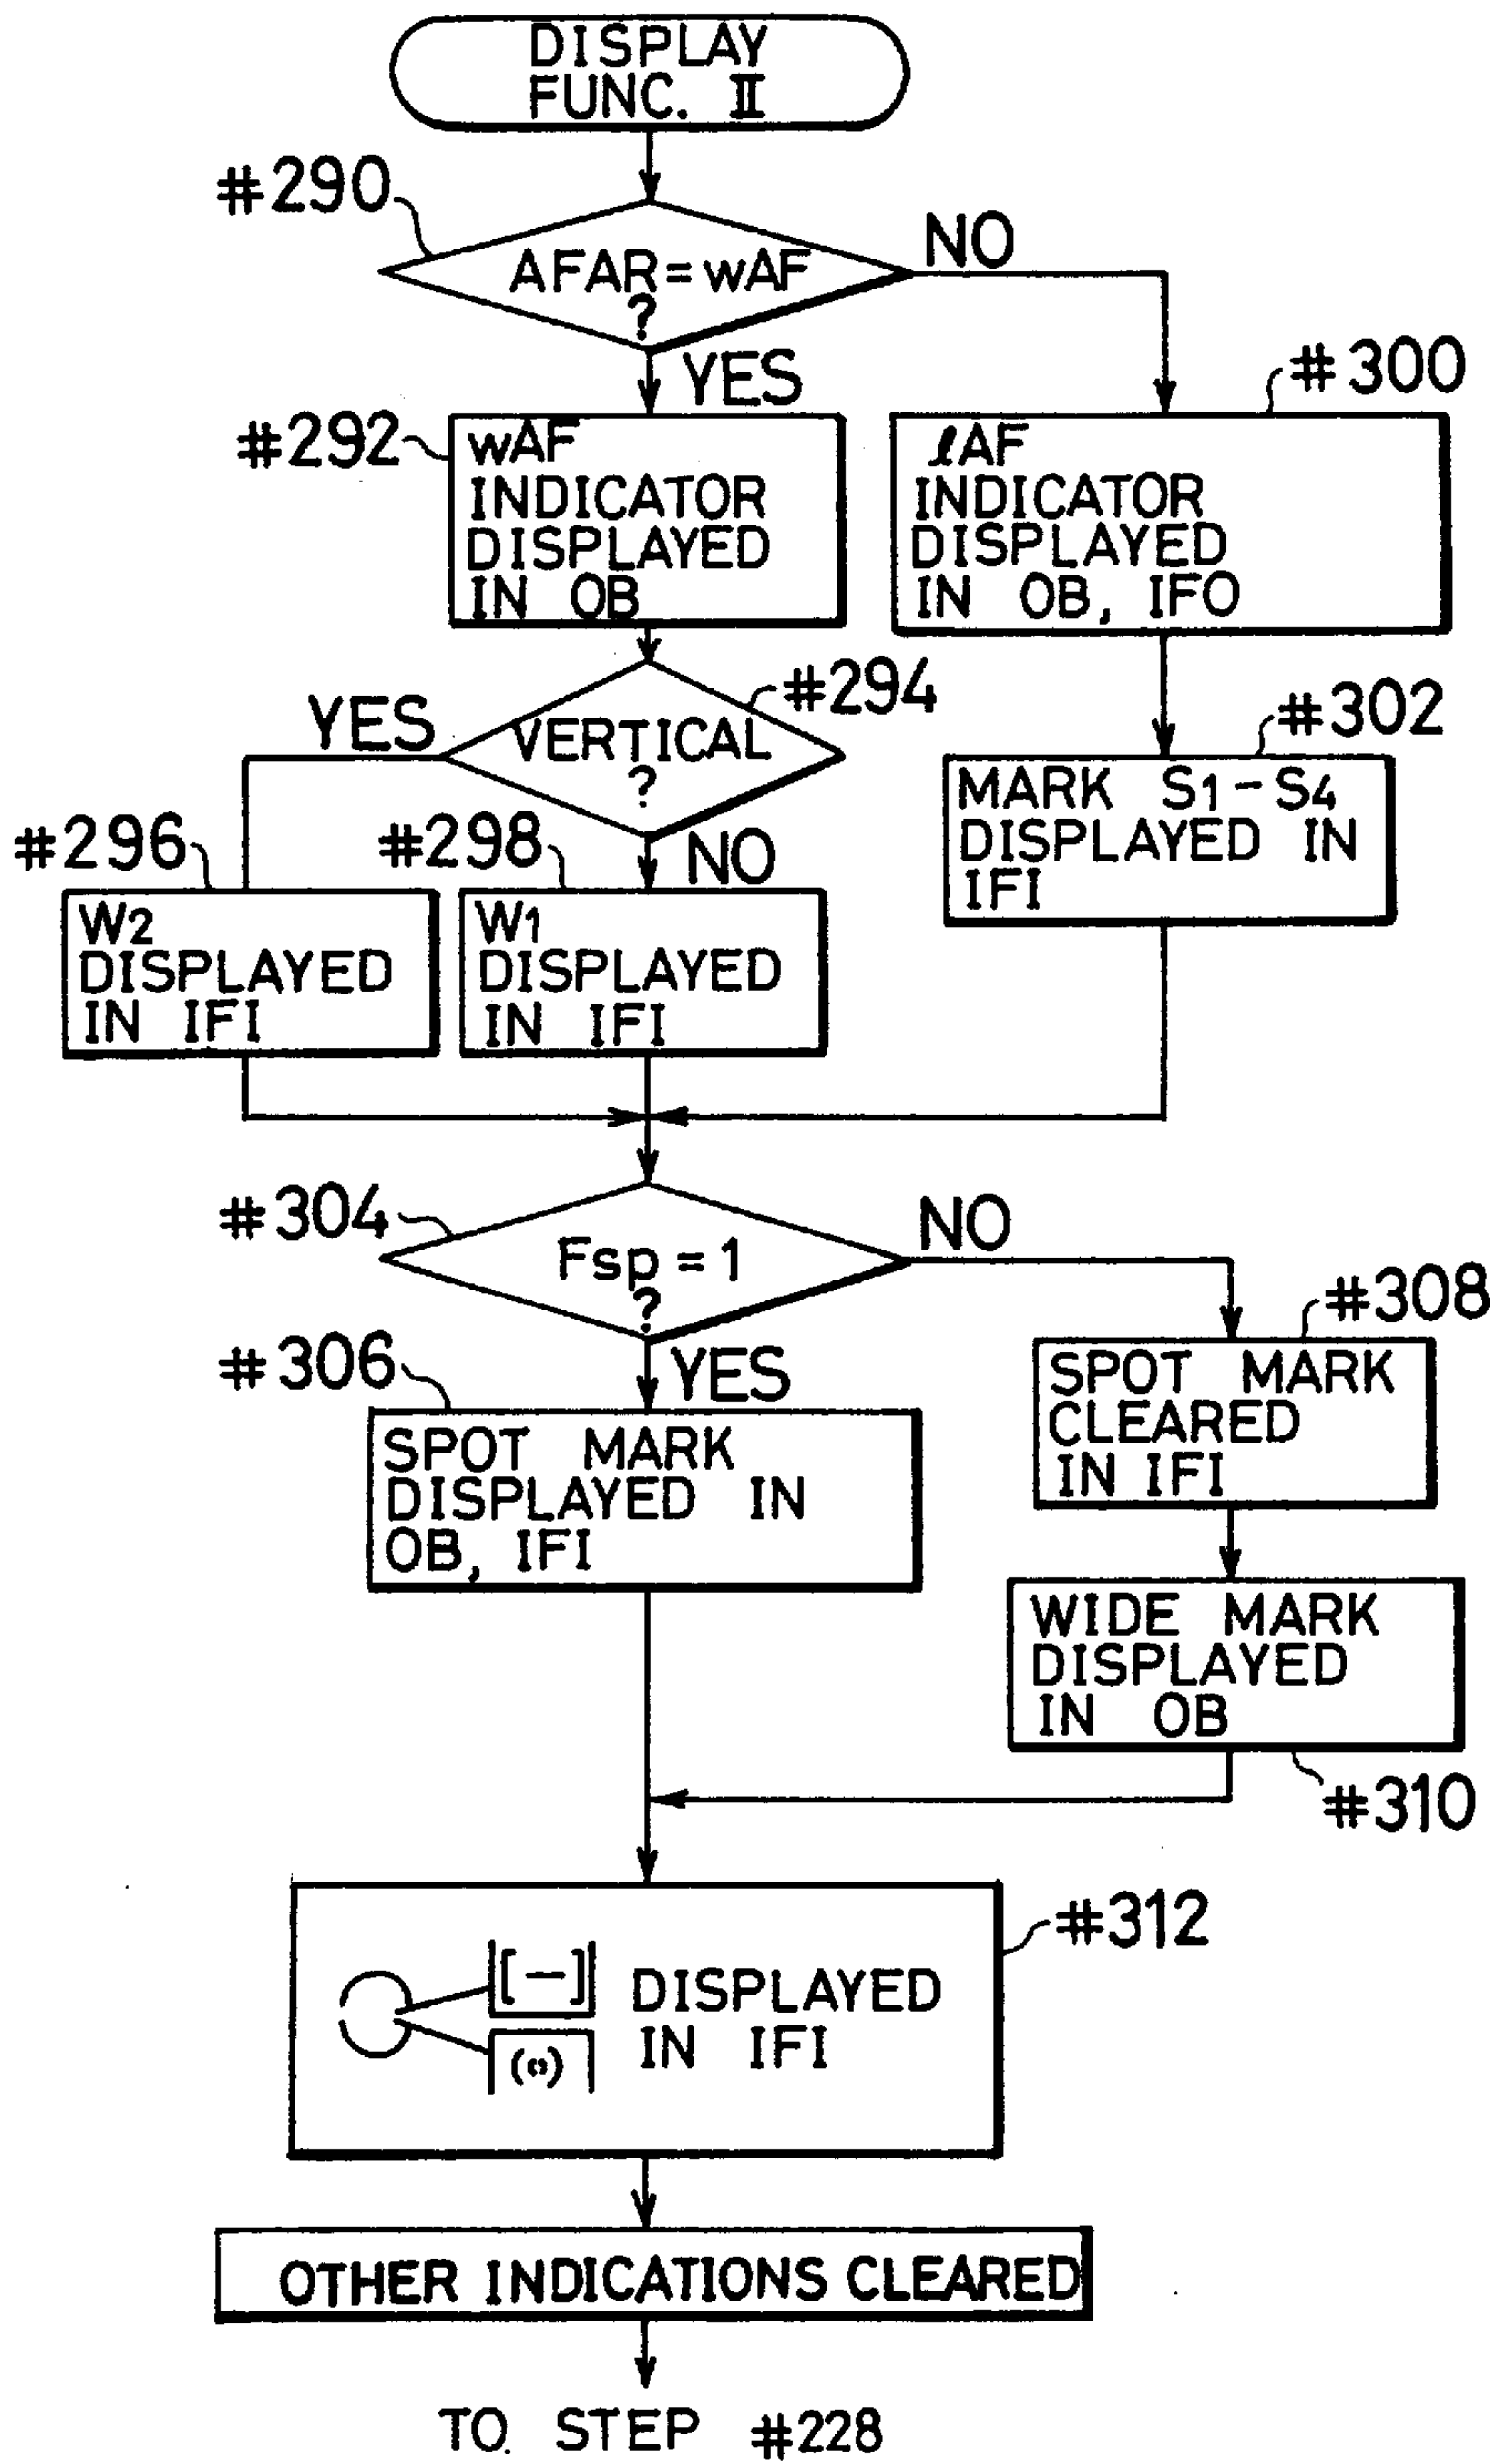 DISPLAY
FUNC. II
#290
AFAR=wAF
?
NO
YES
#292
wAF
INDICATOR
DISPLAYED
IN OB
#300
ℓAF
INDICATOR
DISPLAYED
IN OB, IFO
#294
VERTICAL
?
YES
NO
#302
MARK S1-S4
DISPLAYED IN
IFI
#296
W2
DISPLAYED
IN IFI
#298
W1
DISPLAYED
IN IFI
#304
Fsp=1
?
NO
YES
#306
SPOT MARK
DISPLAYED IN
OB, IFI
#308
SPOT MARK
CLEARED
IN IFI
WIDE MARK
DISPLAYED
IN OB
#310
#312
DISPLAYED
IN IFI
OTHER INDICATIONS CLEARED
TO STEP #228